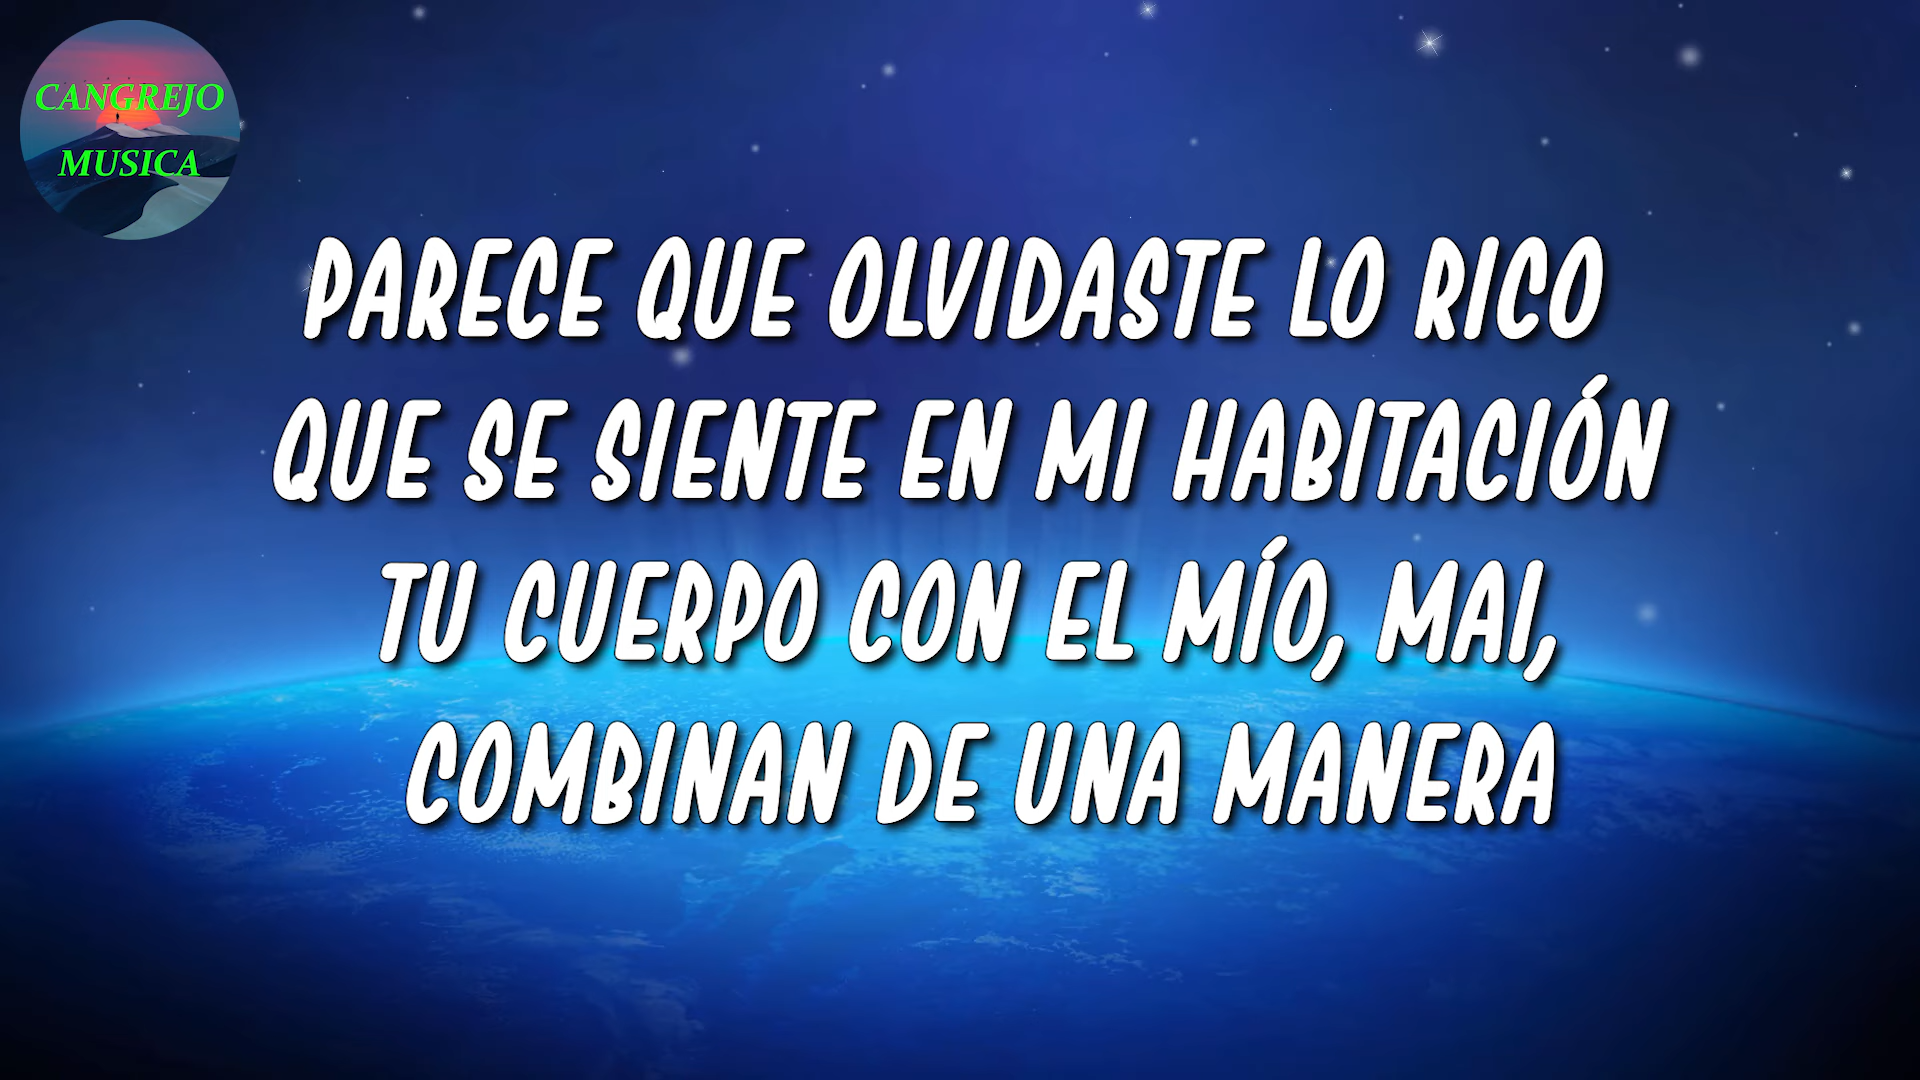 CANGREJO
MUSICA
PARECE QUE OLVIDASTE LO RICO
QUE SE SIENTE EN MI HABITACIÓN
TU CUERPO CON EL MÍO, MAI,
COMBINAN DE UNA MANERA